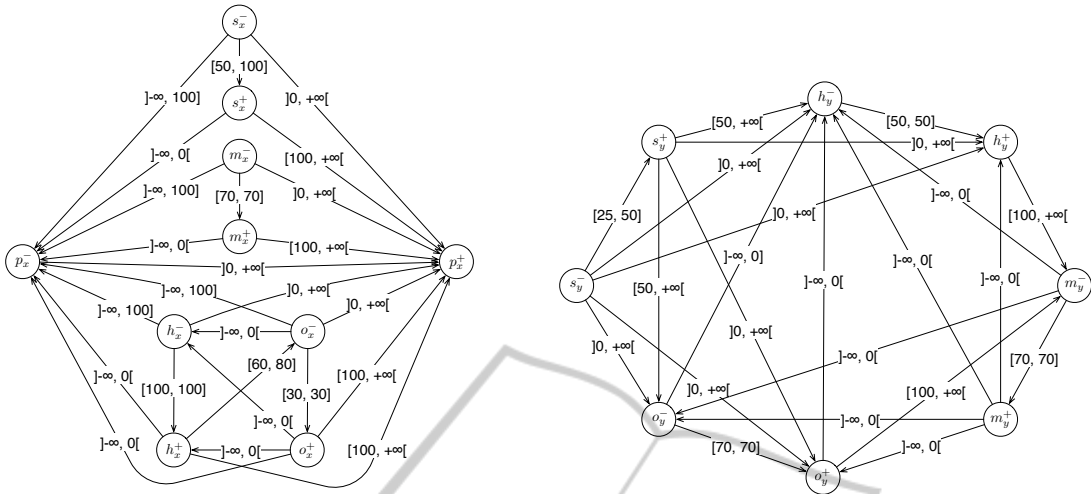 s_x^-
[50, 100]
]-∞, 100]
]0, +∞[
s_x^+
]-∞, 0[
[100, +∞[
m_x^-
]-∞, 100]
[70, 70]
]0, +∞[
m_x^+
]-∞, 0[
[100, +∞[
p_x^-
]0, +∞[
p_x^+
]-∞, 100]
]0, +∞[
]0, +∞[
]-∞, 100]
h_x^-
]-∞, 0[
o_x^-
[60, 80]
]-∞, 0[
[100, +∞[
[100, 100]
[30, 30]
]-∞, 0[
]-∞, 0[
h_x^+
]-∞, 0[
o_x^+
[100, +∞[
h_y^-
[50, +∞[
[50, 50]
s_y^+
]0, +∞[
h_y^+
]0, +∞[
]-∞, 0[
[25, 50]
]0, +∞[
[100, +∞[
]-∞, 0]
]-∞, 0[
]-∞, 0[
s_y^-
]-∞, 0[
m_y^-
[50, +∞[
]0, +∞[
]0, +∞[
]-∞, 0[
[70, 70]
]0, +∞[
[100, +∞[
o_y^-
]-∞, 0[
m_y^+
[70, 70]
]-∞, 0[
o_y^+